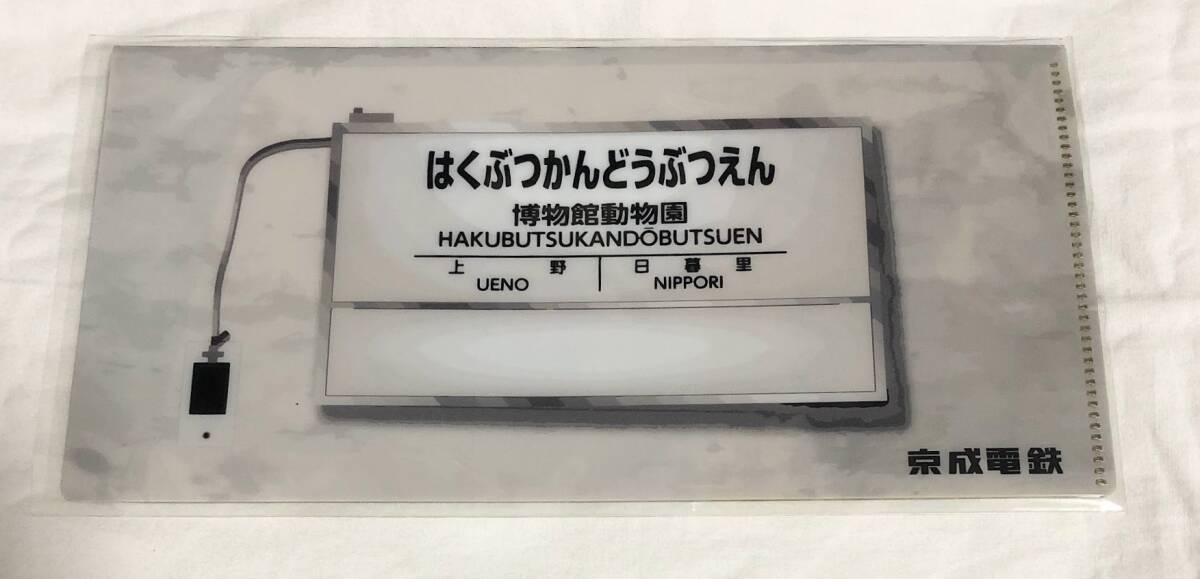 はくぶつかんどうぶつえん
博物館動物園
HAKUBUTSUKANDŌBUTSUEN
上野 日暮里
UENO NIPPORI
京成電鉄